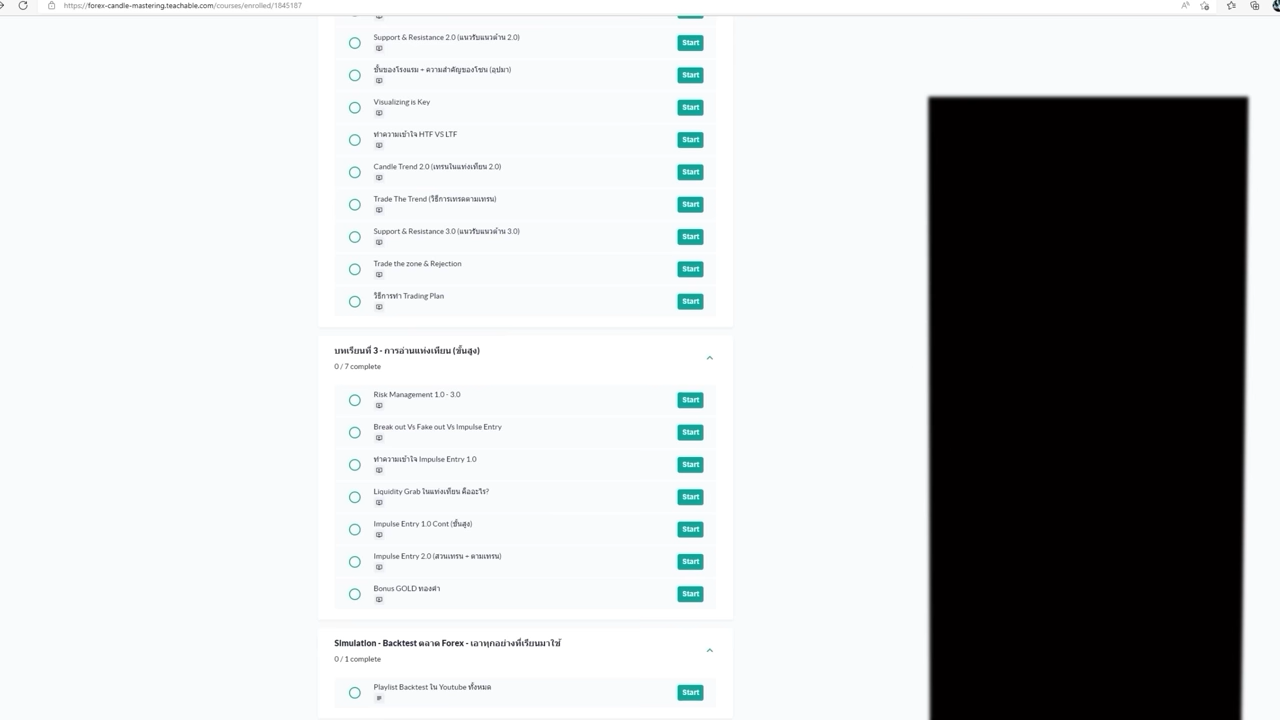 https://forex-candle-mastering.teachable.com/courses/enrolled/1845187
Support & Resistance 2.0 (แนวรับแนวต้าน 2.0)
Start
ชั้นของโรงแรม + ความสำคัญของโซน (อุปมา)
Start
Visualizing is Key
Start
ทำความเข้าใจ HTF VS LTF
Start
Candle Trend 2.0 (เทรนในแท่งเทียน 2.0)
Start
Trade The Trend (วิธีการเทรดตามเทรน)
Start
Support & Resistance 3.0 (แนวรับแนวต้าน 3.0)
Start
Trade the zone & Rejection
Start
วิธีการทำ Trading Plan
Start
บทเรียนที่ 3 - การอ่านแท่งเทียน (ขั้นสูง)
0 / 7 complete
Risk Management 1.0 - 3.0
Start
Break out Vs Fake out Vs Impulse Entry
Start
ทำความเข้าใจ Impulse Entry 1.0
Start
Liquidity Grab ในแท่งเทียน คืออะไร?
Start
Impulse Entry 1.0 Cont (ขั้นสูง)
Start
Impulse Entry 2.0 (สวนเทรน + ตามเทรน)
Start
Bonus GOLD ทองคำ
Start
Simulation - Backtest ตลาด Forex - เอาทุกอย่างที่เรียนมาใช้
0 / 1 complete
Playlist Backtest ใน Youtube ทั้งหมด
Start